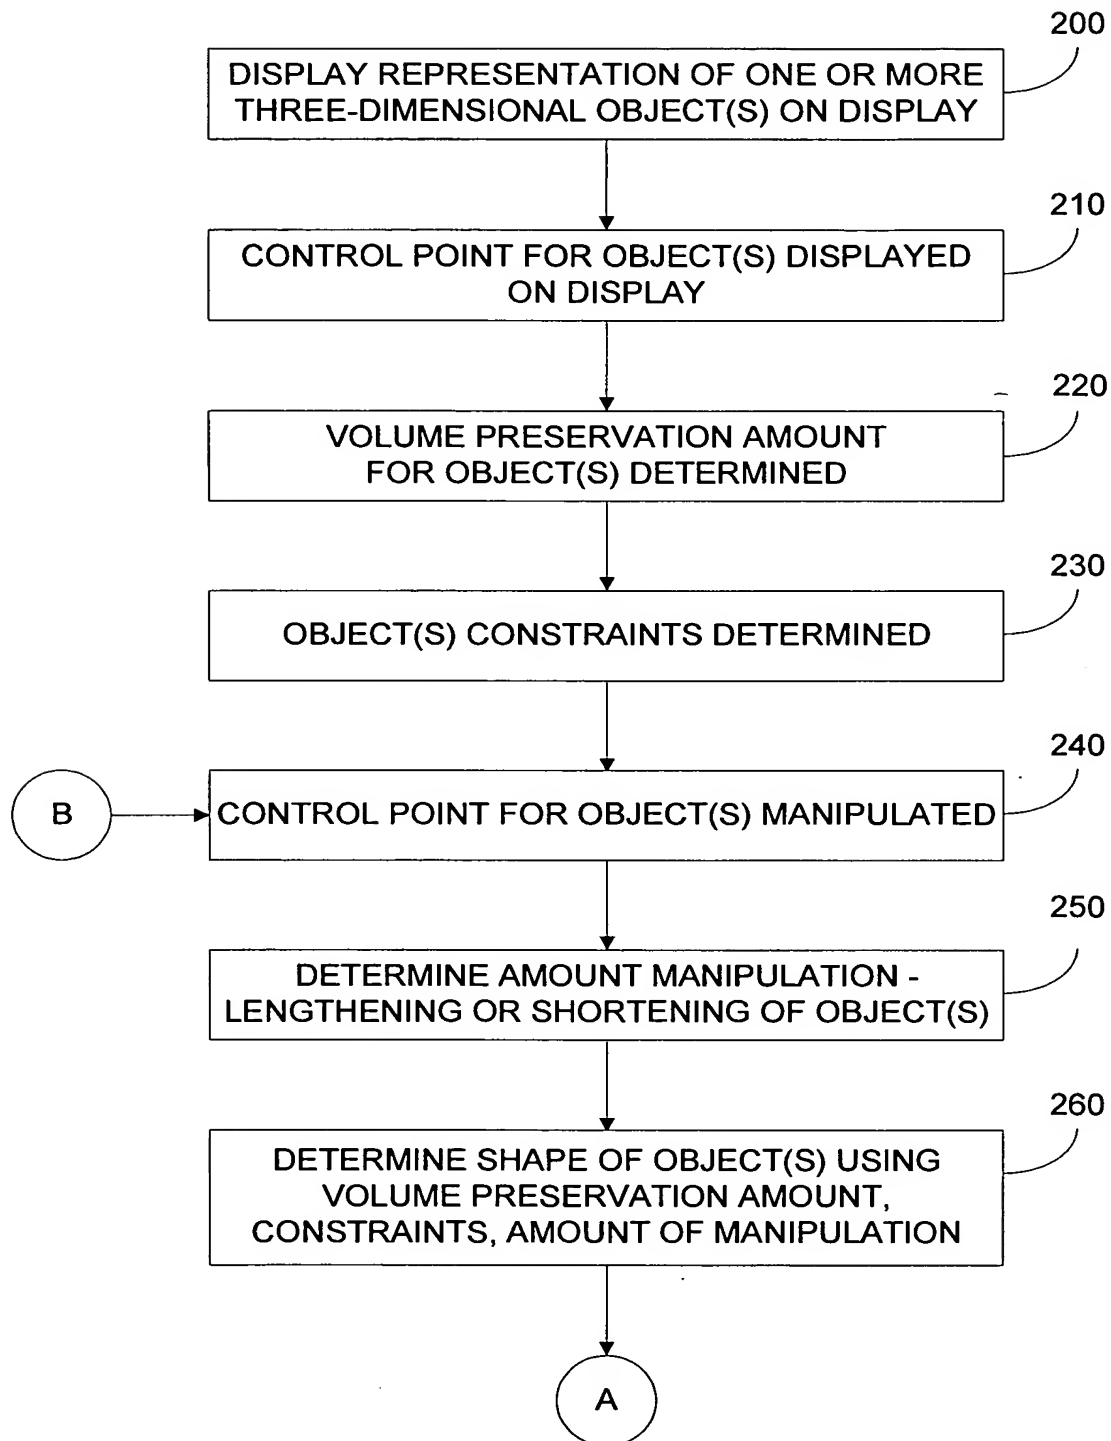 200
DISPLAY REPRESENTATION OF ONE OR MORE
THREE-DIMENSIONAL OBJECT(S) ON DISPLAY
210
CONTROL POINT FOR OBJECT(S) DISPLAYED
ON DISPLAY
220
VOLUME PRESERVATION AMOUNT
FOR OBJECT(S) DETERMINED
230
OBJECT(S) CONSTRAINTS DETERMINED
240
B
CONTROL POINT FOR OBJECT(S) MANIPULATED
250
DETERMINE AMOUNT MANIPULATION -
LENGTHENING OR SHORTENING OF OBJECT(S)
260
DETERMINE SHAPE OF OBJECT(S) USING
VOLUME PRESERVATION AMOUNT,
CONSTRAINTS, AMOUNT OF MANIPULATION
A